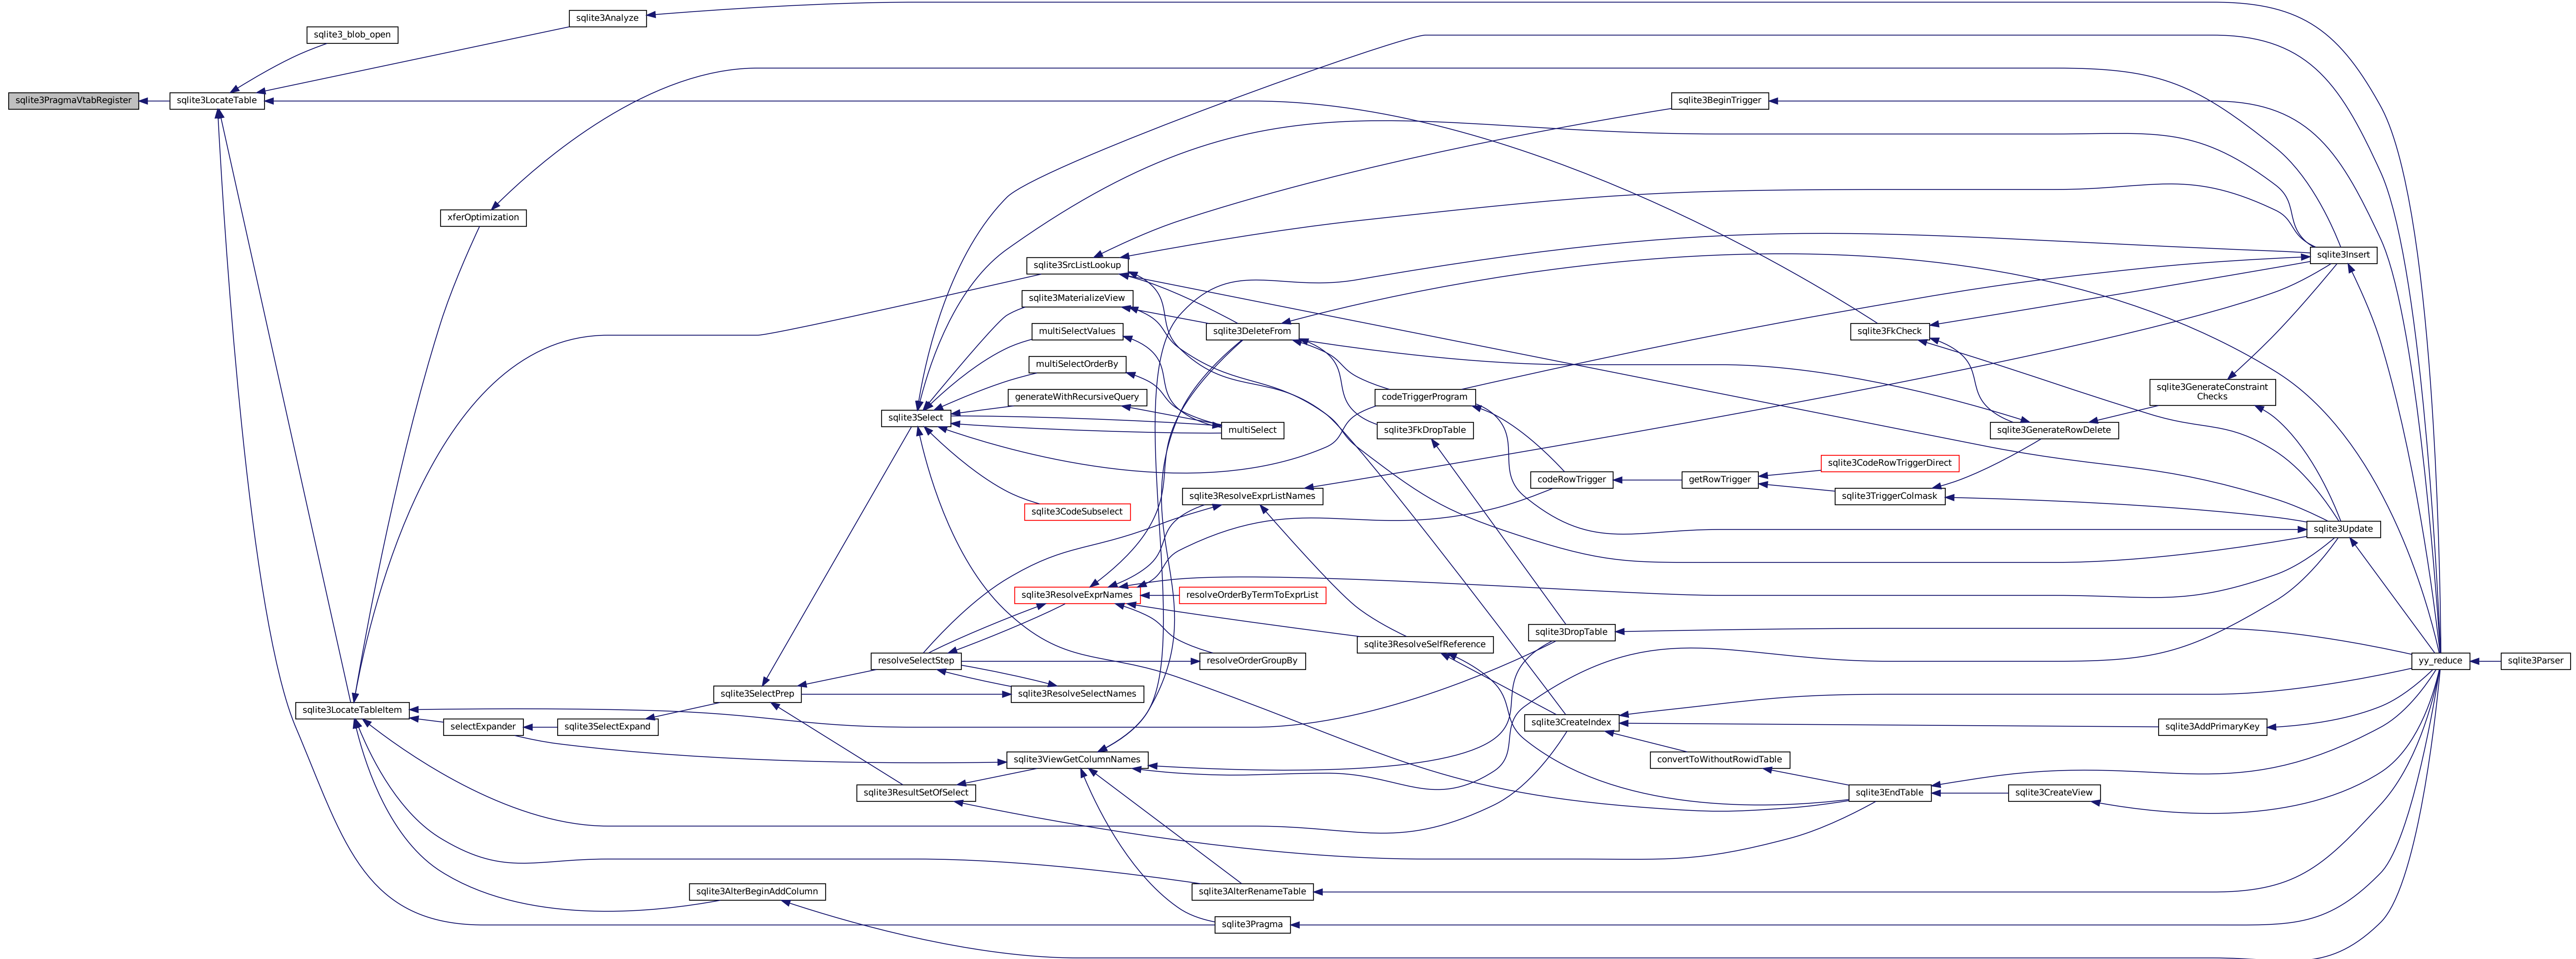 sqlite3Analyze
sqlite3_blob_open
sqlite3PragmaVtabRegister
sqlite3LocateTable
sqlite3BeginTrigger
xferOptimization
sqlite3Insert
sqlite3SrcListLookup
sqlite3MaterializeView
multiSelectValues
sqlite3DeleteFrom
sqlite3FkCheck
multiSelectOrderBy
sqlite3GenerateConstraint
Checks
generateWithRecursiveQuery
codeTriggerProgram
sqlite3Select
multiSelect
sqlite3FkDropTable
sqlite3GenerateRowDelete
sqlite3CodeRowTriggerDirect
codeRowTrigger
getRowTrigger
sqlite3ResolveExprListNames
sqlite3TriggerColmask
sqlite3CodeSubselect
sqlite3Update
sqlite3ResolveExprNames
resolveOrderByTermToExprList
sqlite3DropTable
sqlite3ResolveSelfReference
resolveSelectStep
resolveOrderGroupBy
yy_reduce
sqlite3Parser
sqlite3SelectPrep
sqlite3ResolveSelectNames
sqlite3LocateTableItem
selectExpander
sqlite3SelectExpand
sqlite3CreateIndex
sqlite3AddPrimaryKey
sqlite3ViewGetColumnNames
convertToWithoutRowidTable
sqlite3ResultSetOfSelect
sqlite3EndTable
sqlite3CreateView
sqlite3AlterBeginAddColumn
sqlite3AlterRenameTable
sqlite3Pragma